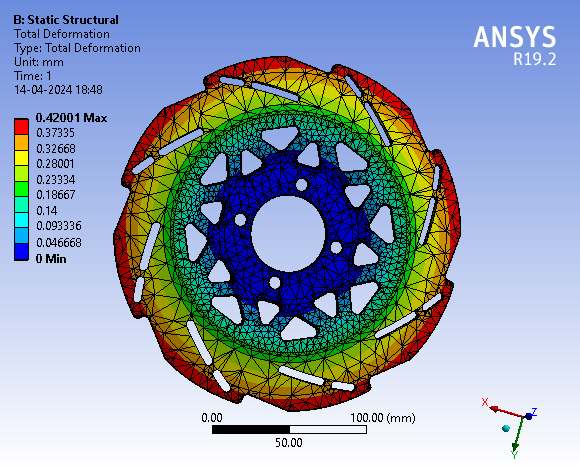 B: Static Structural
Total Deformation
Type: Total Deformation
Unit: mm
Time: 1
14-04-2024 18:48
ANSYS
R19.2
0.42001 Max
0.37335
0.32668
0.28001
0.23334
0.18667
0.14
0.093336
0.046668
0 Min
0.00
100.00 (mm)
50.00
X
Z
Y